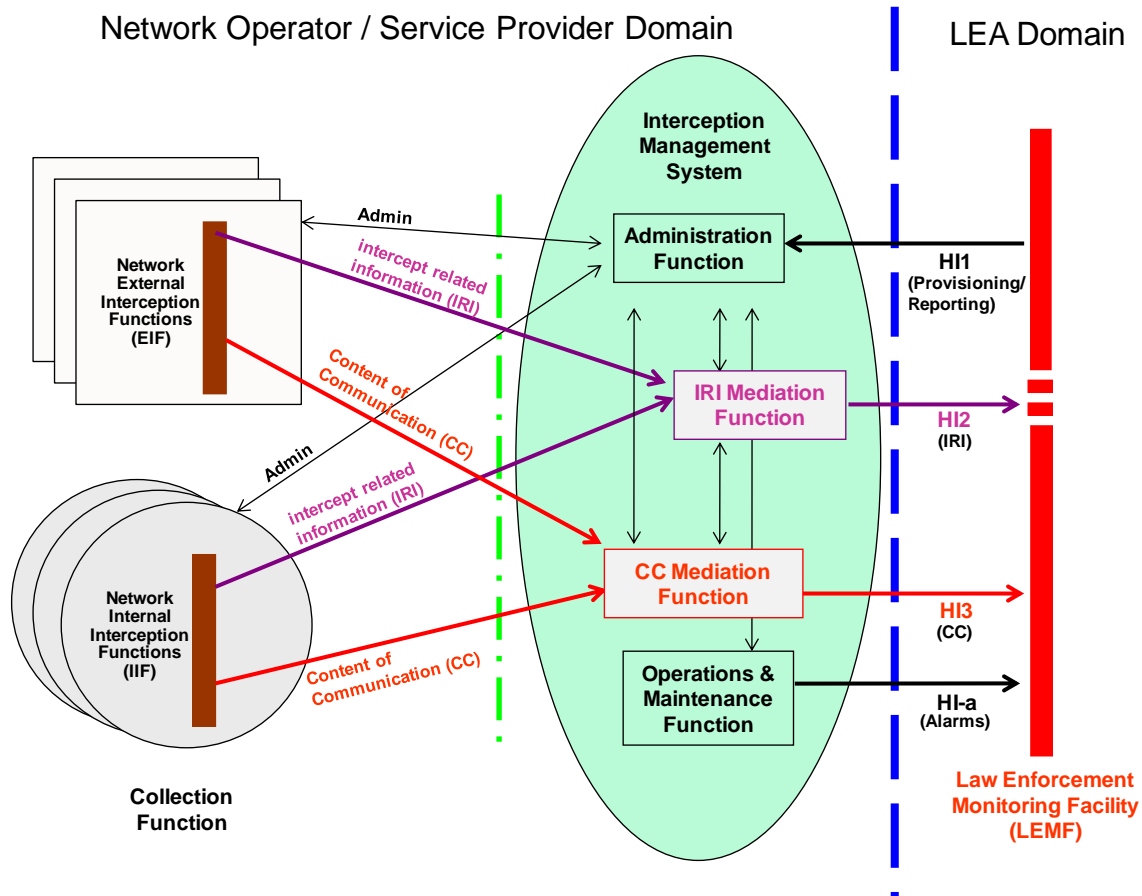 Network Operator / Service Provider Domain
LEA Domain
Interception
Management
System
Admin
Administration
Function
HI1
(Provisioning/
Reporting)
Network
External
Interception
Functions
(EIF)
intercept related
information (IRI)
Content of
Communication (CC)
IRI Mediation
Function
HI2
(IRI)
Admin
intercept related
information (IRI)
CC Mediation
Function
HI3
(CC)
Network
Internal
Interception
Functions
(IIF)
Content of
Communication (CC)
Operations &
Maintenance
Function
HI-a
(Alarms)
Collection
Function
Law Enforcement
Monitoring Facility
(LEMF)